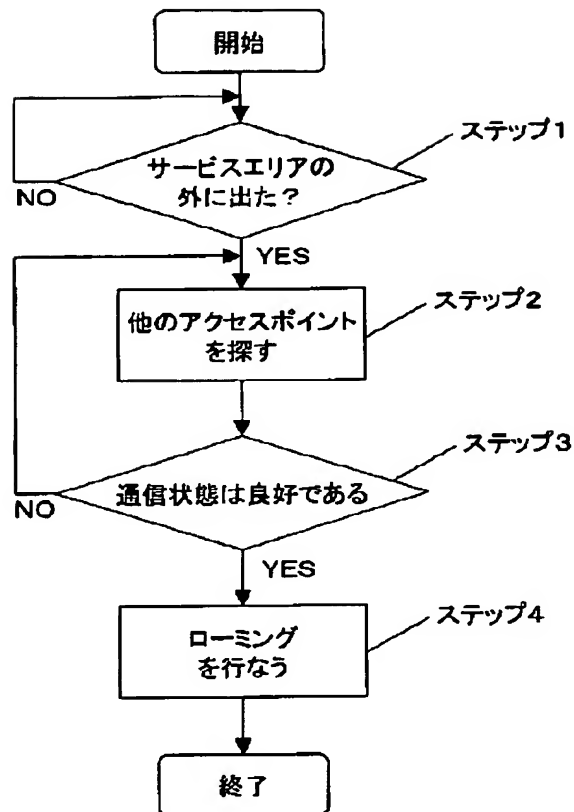 開始
ステップ1
サービスエリアの
外に出た?
NO
YES
ステップ2
他のアクセスポイント
を探す
ステップ3
通信状態は良好である
NO
YES
ステップ4
ローミング
を行なう
終了